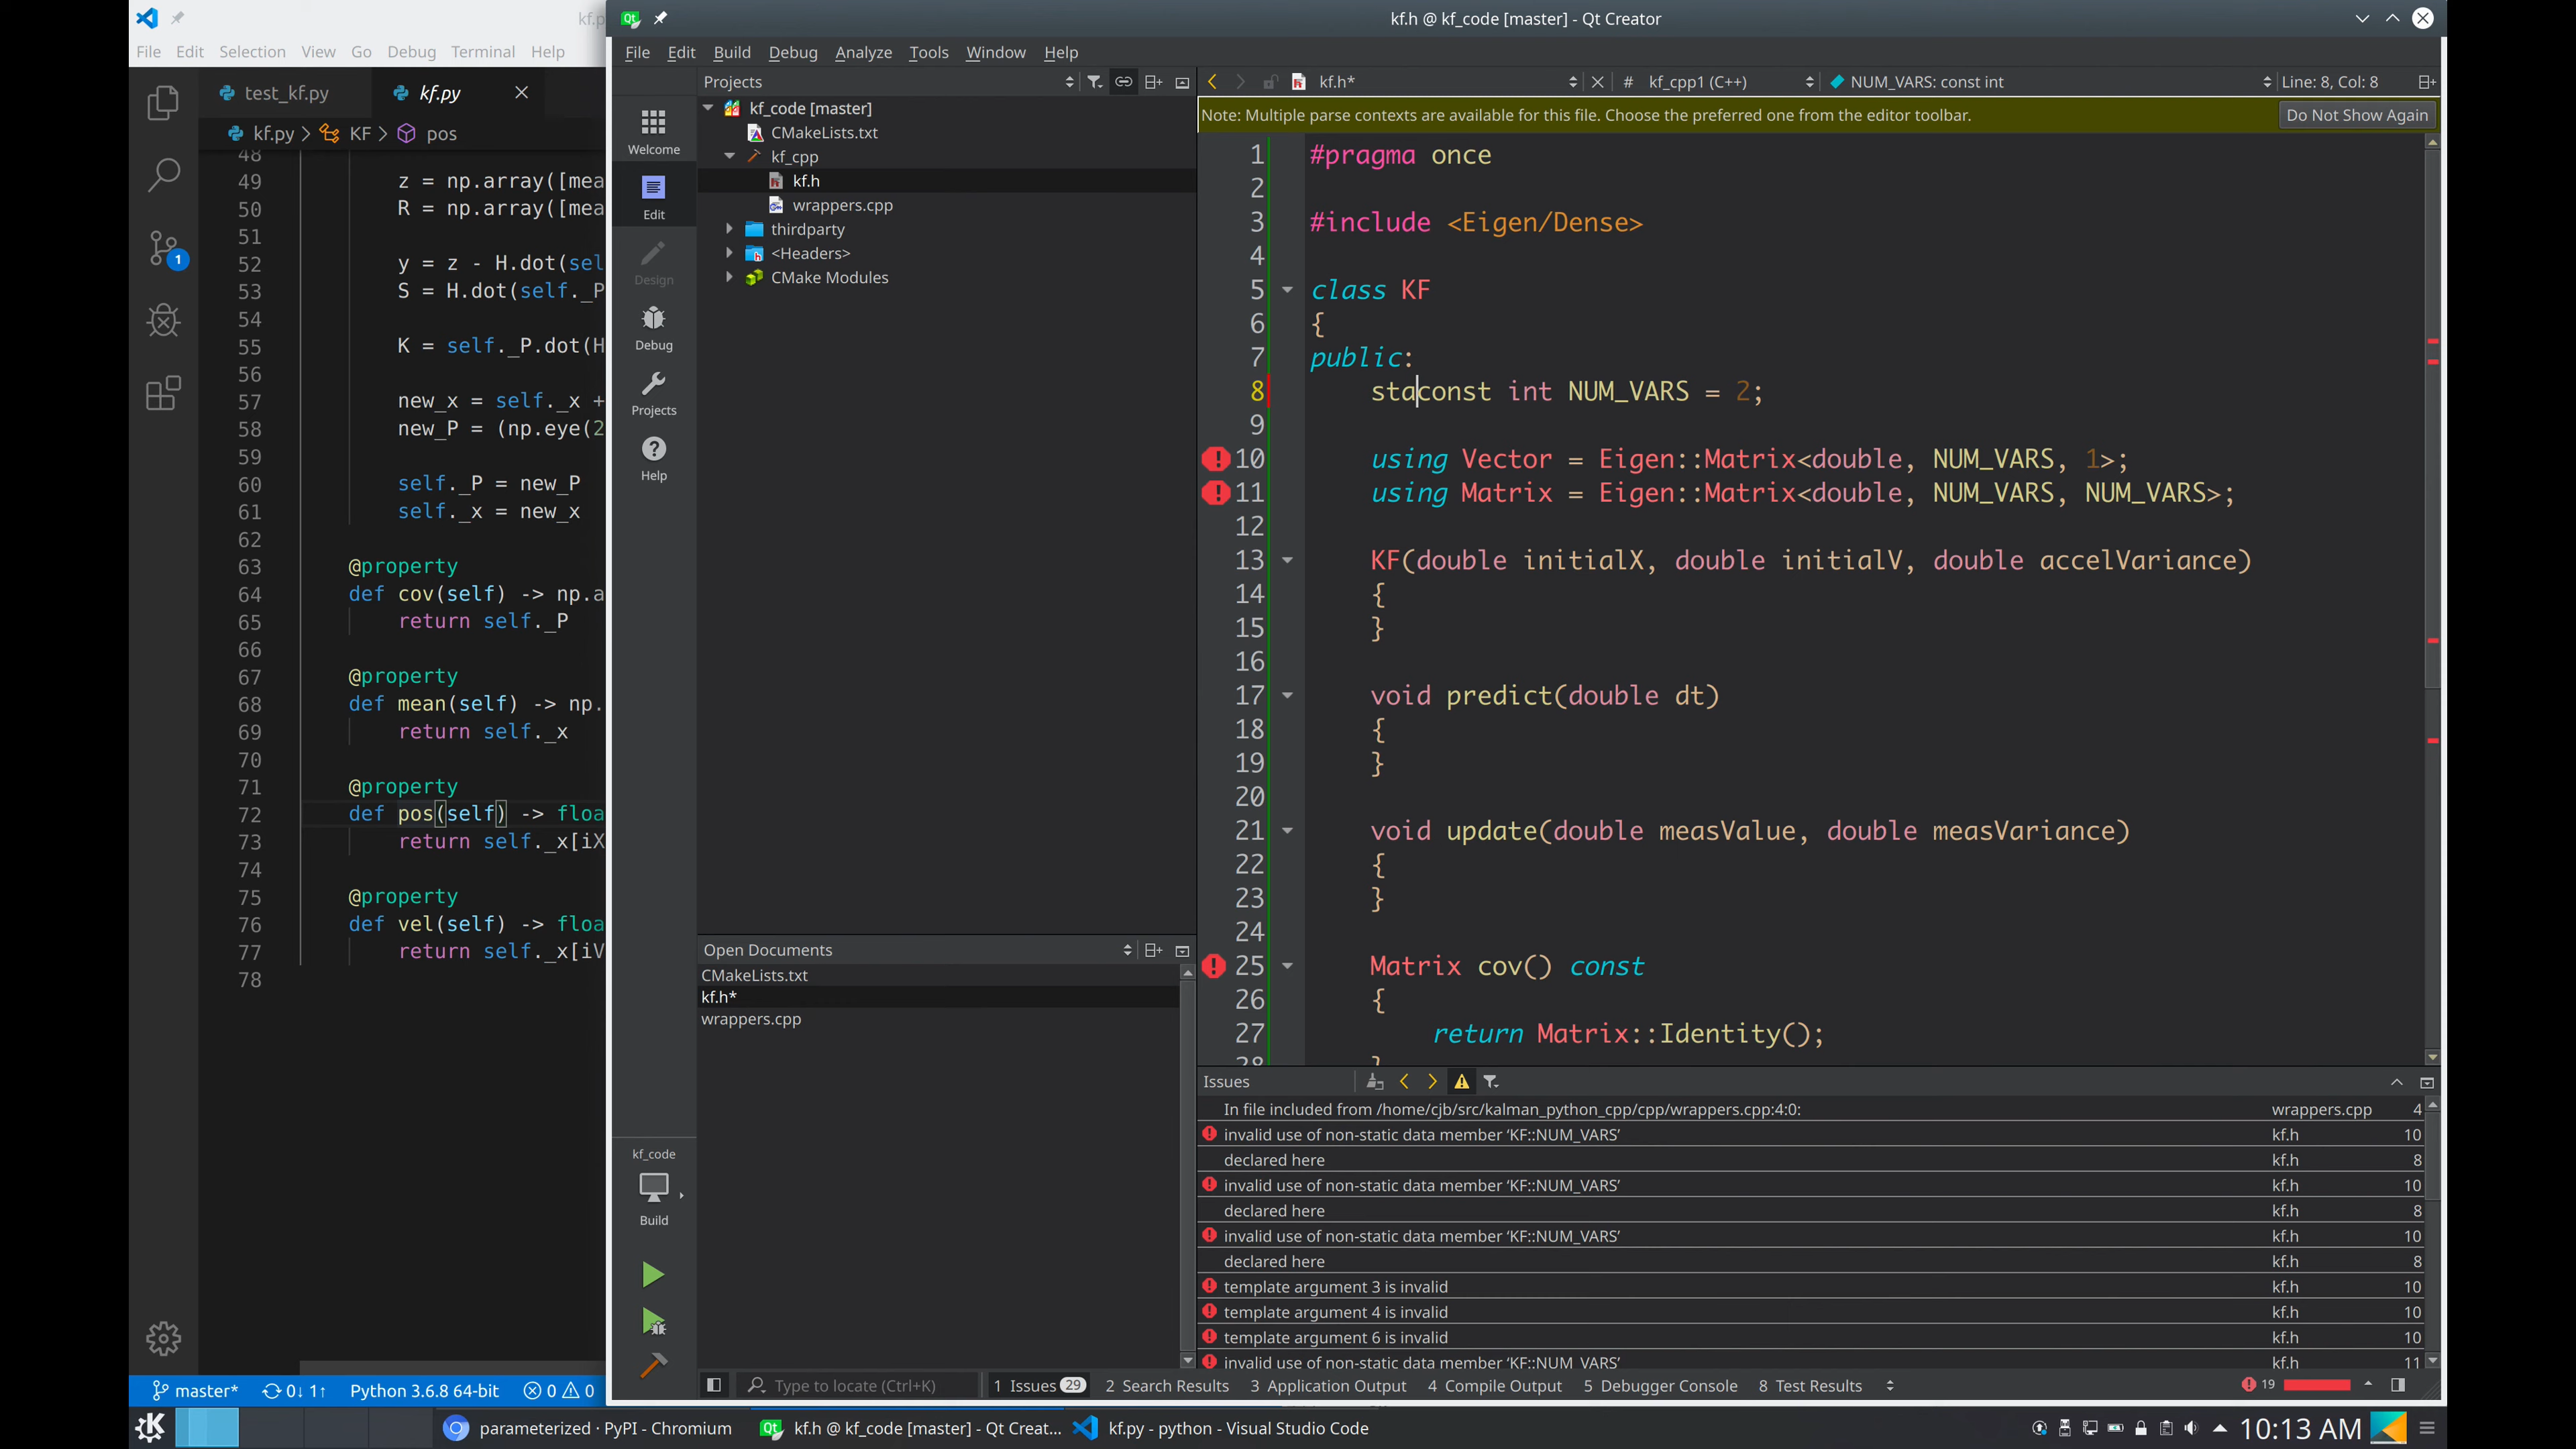 kf.p
File Edit Selection View Go Debug Terminal Help
test_kf.py kf.py
kf.py > KF > pos
48
49 z = np.array([mea
50 R = np.array([mea
51
52 y = z - H.dot(sel
53 S = H.dot(self._P
54
55 K = self._P.dot(H
56
57 new_x = self._x +
58 new_P = (np.eye(2
59
60 self._P = new_P
61 self._x = new_x
62
63 @property
64 def cov(self) -> np.a
65 return self._P
66
67 @property
68 def mean(self) -> np.
69 return self._x
70
71 @property
72 def pos(self) -> floa
73 return self._x[iX
74
75 @property
76 def vel(self) -> floa
77 return self._x[iV
78
1
master* 0↓ 1↑ Python 3.6.8 64-bit 0 0
kf.h @ kf_code [master] - Qt Creator
File Edit Build Debug Analyze Tools Window Help
Welcome
Edit
Design
Debug
Projects
Help
kf_code
Build
Projects
kf_code [master]
CMakeLists.txt
kf_cpp
kf.h
wrappers.cpp
thirdparty
<Headers>
CMake Modules
Open Documents
CMakeLists.txt
kf.h*
wrappers.cpp
kf.h* # kf_cpp1 (C++) NUM_VARS: const int Line: 8, Col: 8
Note: Multiple parse contexts are available for this file. Choose the preferred one from the editor toolbar. Do Not Show Again
1 #pragma once
2
3 #include <Eigen/Dense>
4
5 class KF
6 {
7 public:
8 staconst int NUM_VARS = 2;
9
10 using Vector = Eigen::Matrix<double, NUM_VARS, 1>;
11 using Matrix = Eigen::Matrix<double, NUM_VARS, NUM_VARS>;
12
13 KF(double initialX, double initialV, double accelVariance)
14 {
15 }
16
17 void predict(double dt)
18 {
19 }
20
21 void update(double measValue, double measVariance)
22 {
23 }
24
25 Matrix cov() const
26 {
27 return Matrix::Identity();
28 }
Issues
In file included from /home/cjb/src/kalman_python_cpp/cpp/wrappers.cpp:4:0: wrappers.cpp 4
invalid use of non-static data member ‘KF::NUM_VARS’ kf.h 10
declared here kf.h 8
invalid use of non-static data member ‘KF::NUM_VARS’ kf.h 10
declared here kf.h 8
invalid use of non-static data member ‘KF::NUM_VARS’ kf.h 10
declared here kf.h 8
template argument 3 is invalid kf.h 10
template argument 4 is invalid kf.h 10
template argument 6 is invalid kf.h 10
invalid use of non-static data member ‘KF::NUM_VARS’ kf.h 11
Type to locate (Ctrl+K) 1 Issues 29 2 Search Results 3 Application Output 4 Compile Output 5 Debugger Console 8 Test Results 19
parameterized · PyPI - Chromium kf.h @ kf_code [master] - Qt Creat... kf.py - python - Visual Studio Code 10:13 AM